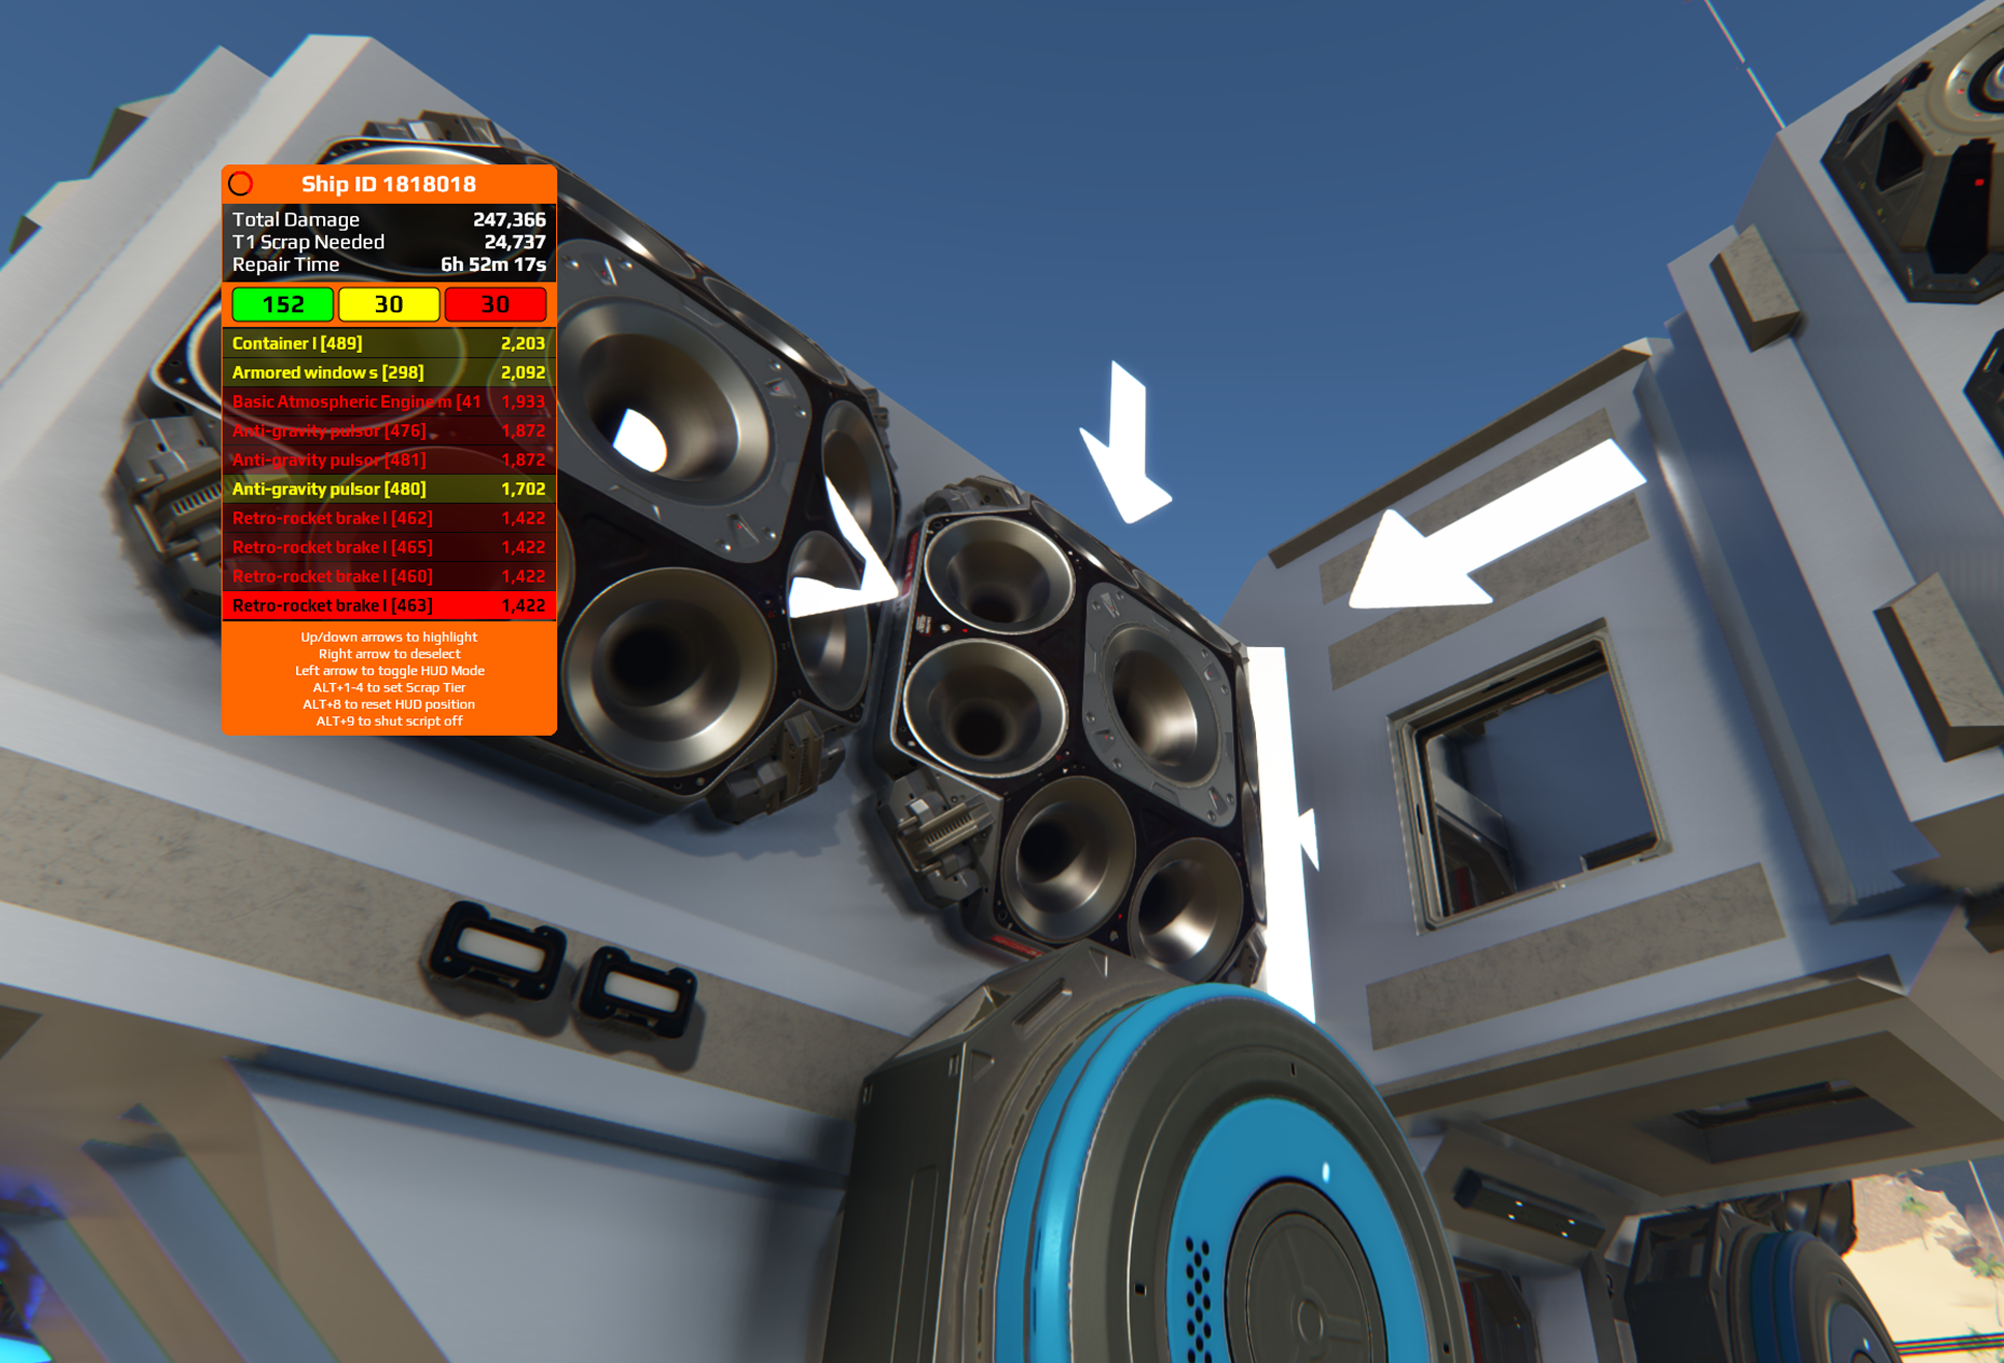 Ship ID 1818018
Total Damage 247,366
T1 Scrap Needed 24,737
Repair Time 6h 52m 17s
152 30 30
Container l [489] 2,203
Armored window s [298] 2,092
Basic Atmospheric Engine m [41 1,933
Anti-gravity pulsor [476] 1,872
Anti-gravity pulsor [481] 1,872
Anti-gravity pulsor [480] 1,702
Retro-rocket brake l [462] 1,422
Retro-rocket brake l [465] 1,422
Retro-rocket brake l [460] 1,422
Retro-rocket brake l [463] 1,422
Up/down arrows to highlight
Right arrow to deselect
Left arrow to toggle HUD Mode
ALT+1-4 to set Scrap Tier
ALT+8 to reset HUD position
ALT+9 to shut script off